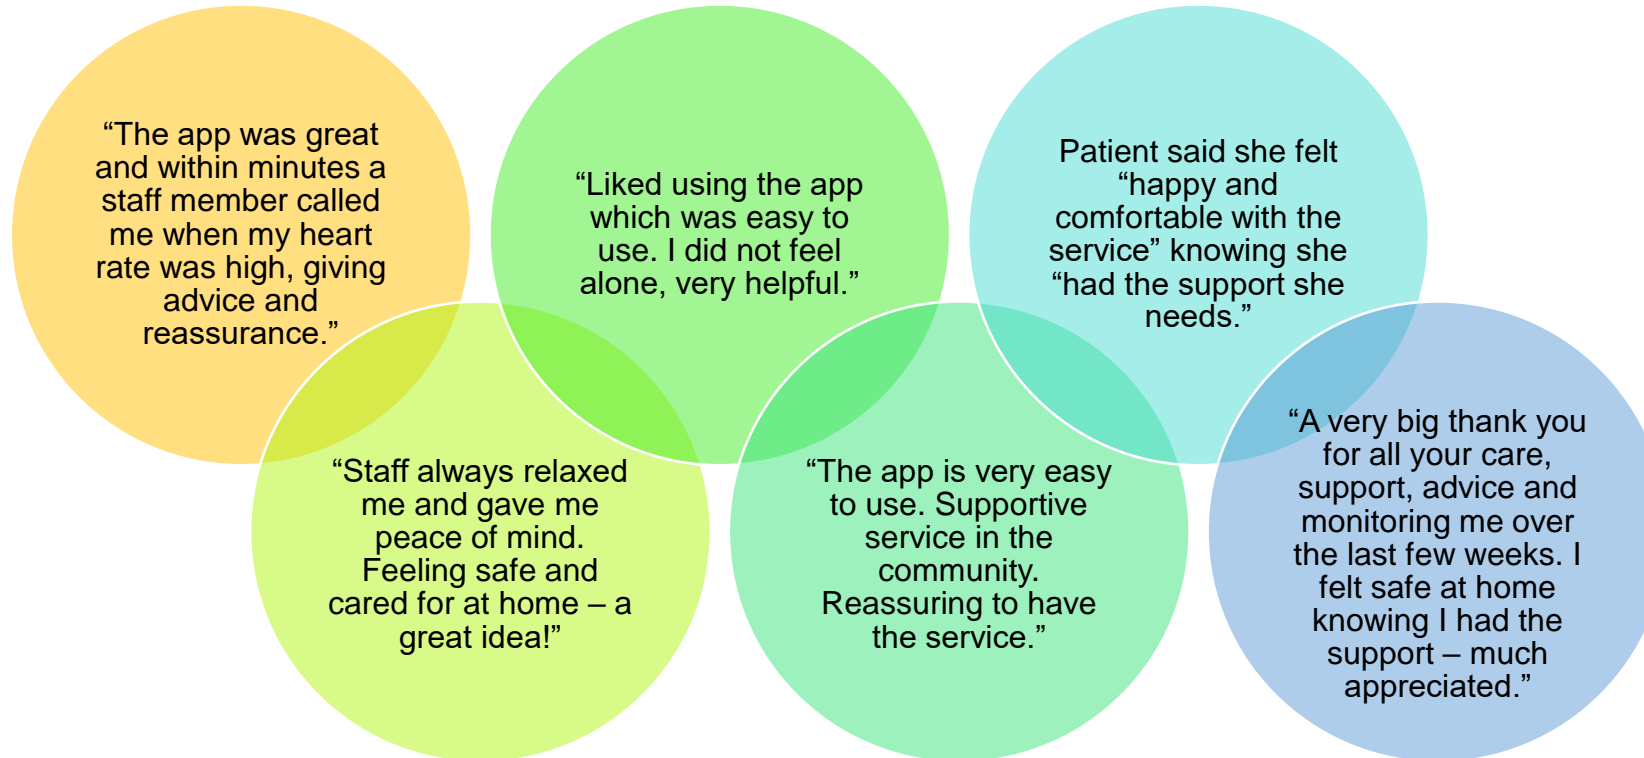 “The app was great
and within minutes a
staff member called
me when my heart
rate was high, giving
advice and
reassurance.”
“Staff always relaxed
me and gave me
peace of mind.
Feeling safe and
cared for at home – a
great idea!”
“Liked using the app
which was easy to
use. I did not feel
alone, very helpful.”
“The app is very easy
to use. Supportive
service in the
community.
Reassuring to have
the service.”
Patient said she felt
“happy and
comfortable with the
service” knowing she
“had the support she
needs.”
“A very big thank you
for all your care,
support, advice and
monitoring me over
the last few weeks. I
felt safe at home
knowing I had the
support – much
appreciated.”